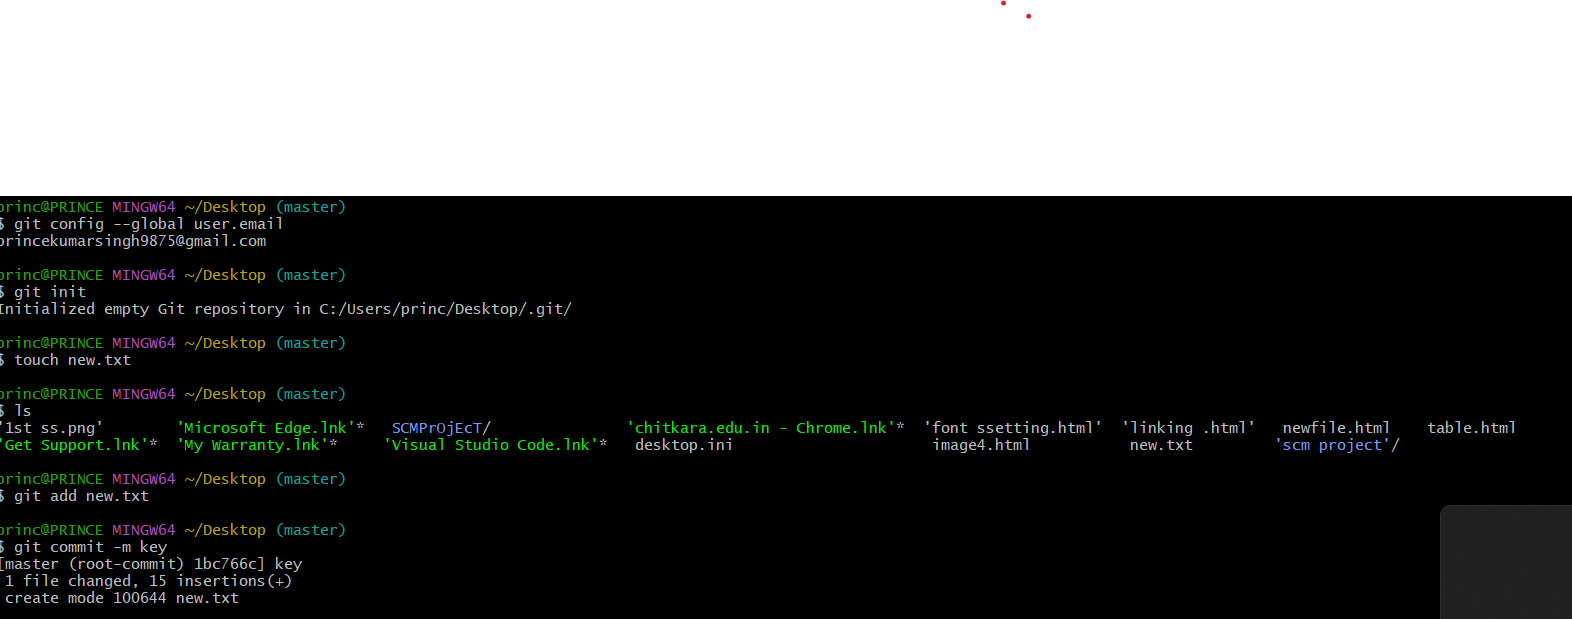 princ@PRINCE MINGW64 ~/Desktop (master)
$ git config --global user.email
princekumarsingh9875@gmail.com
princ@PRINCE MINGW64 ~/Desktop (master)
$ git init
Initialized empty Git repository in C:/Users/princ/Desktop/.git/
princ@PRINCE MINGW64 ~/Desktop (master)
$ touch new.txt
princ@PRINCE MINGW64 ~/Desktop (master)
$ ls
'1st ss.png' 'Microsoft Edge.lnk'* SCMPrOjEcT/ 'chitkara.edu.in - Chrome.lnk'* 'font ssetting.html' 'linking .html' newfile.html table.html
'Get Support.lnk'* 'My Warranty.lnk'* 'Visual Studio Code.lnk'* desktop.ini image4.html new.txt 'scm project'/
princ@PRINCE MINGW64 ~/Desktop (master)
$ git add new.txt
princ@PRINCE MINGW64 ~/Desktop (master)
$ git commit -m key
[master (root-commit) 1bc766c] key
1 file changed, 15 insertions(+)
create mode 100644 new.txt